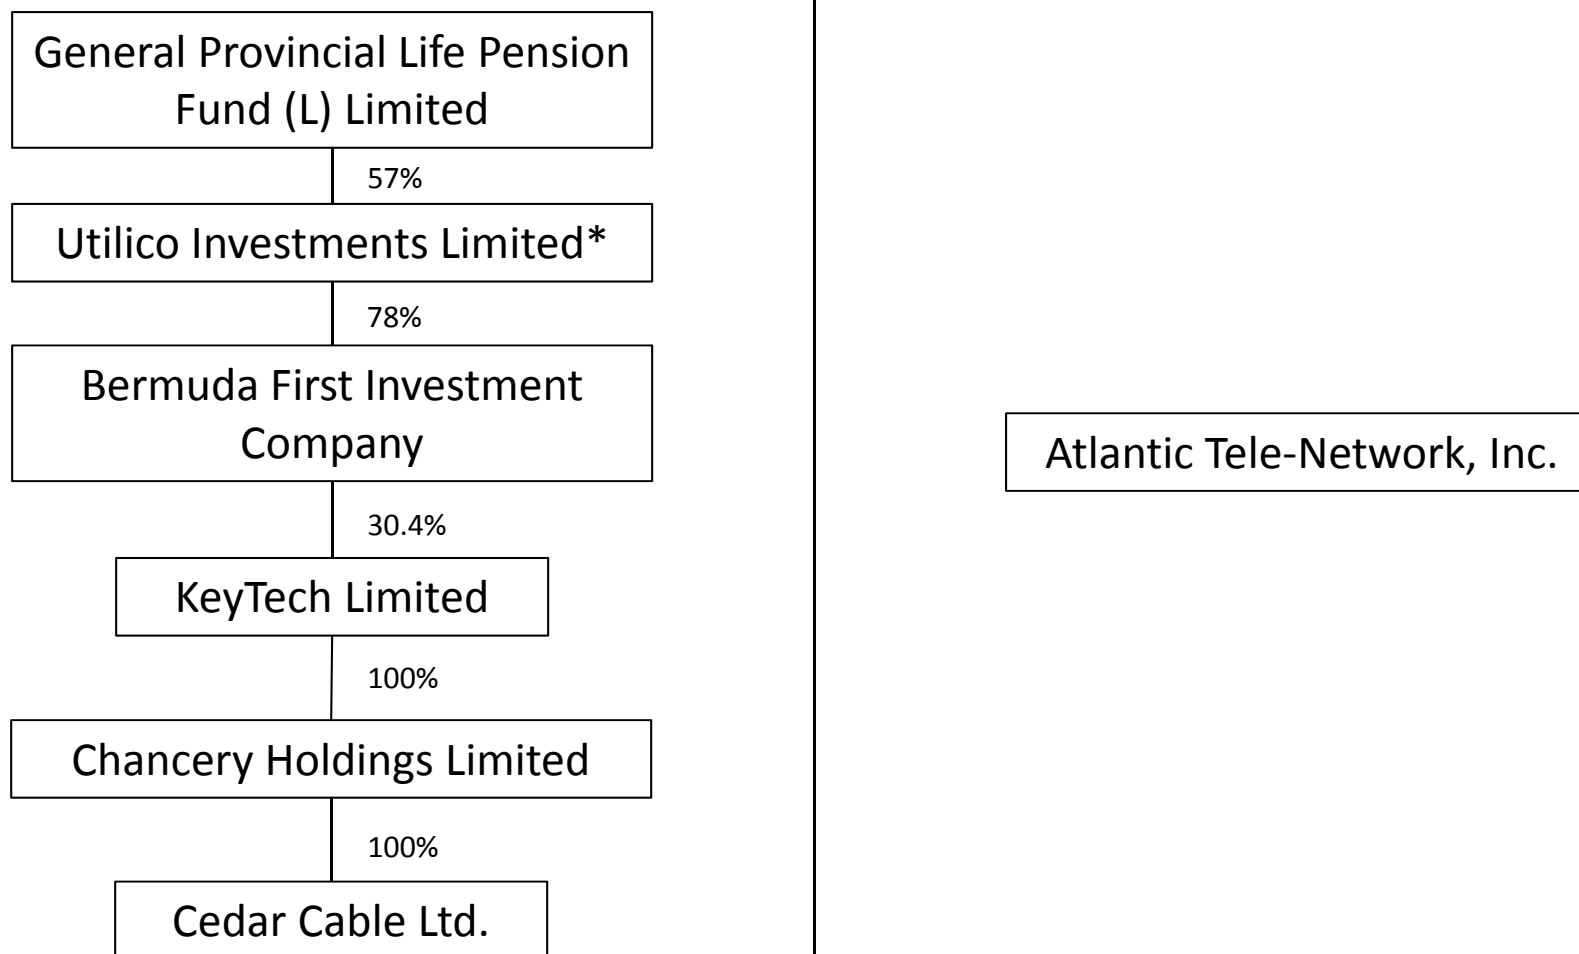 General Provincial Life Pension
Fund (L) Limited
57%
Utilico Investments Limited*
78%
Bermuda First Investment
Company
30.4%
KeyTech Limited
100%
Chancery Holdings Limited
100%
Cedar Cable Ltd.
Atlantic Tele-Network, Inc.